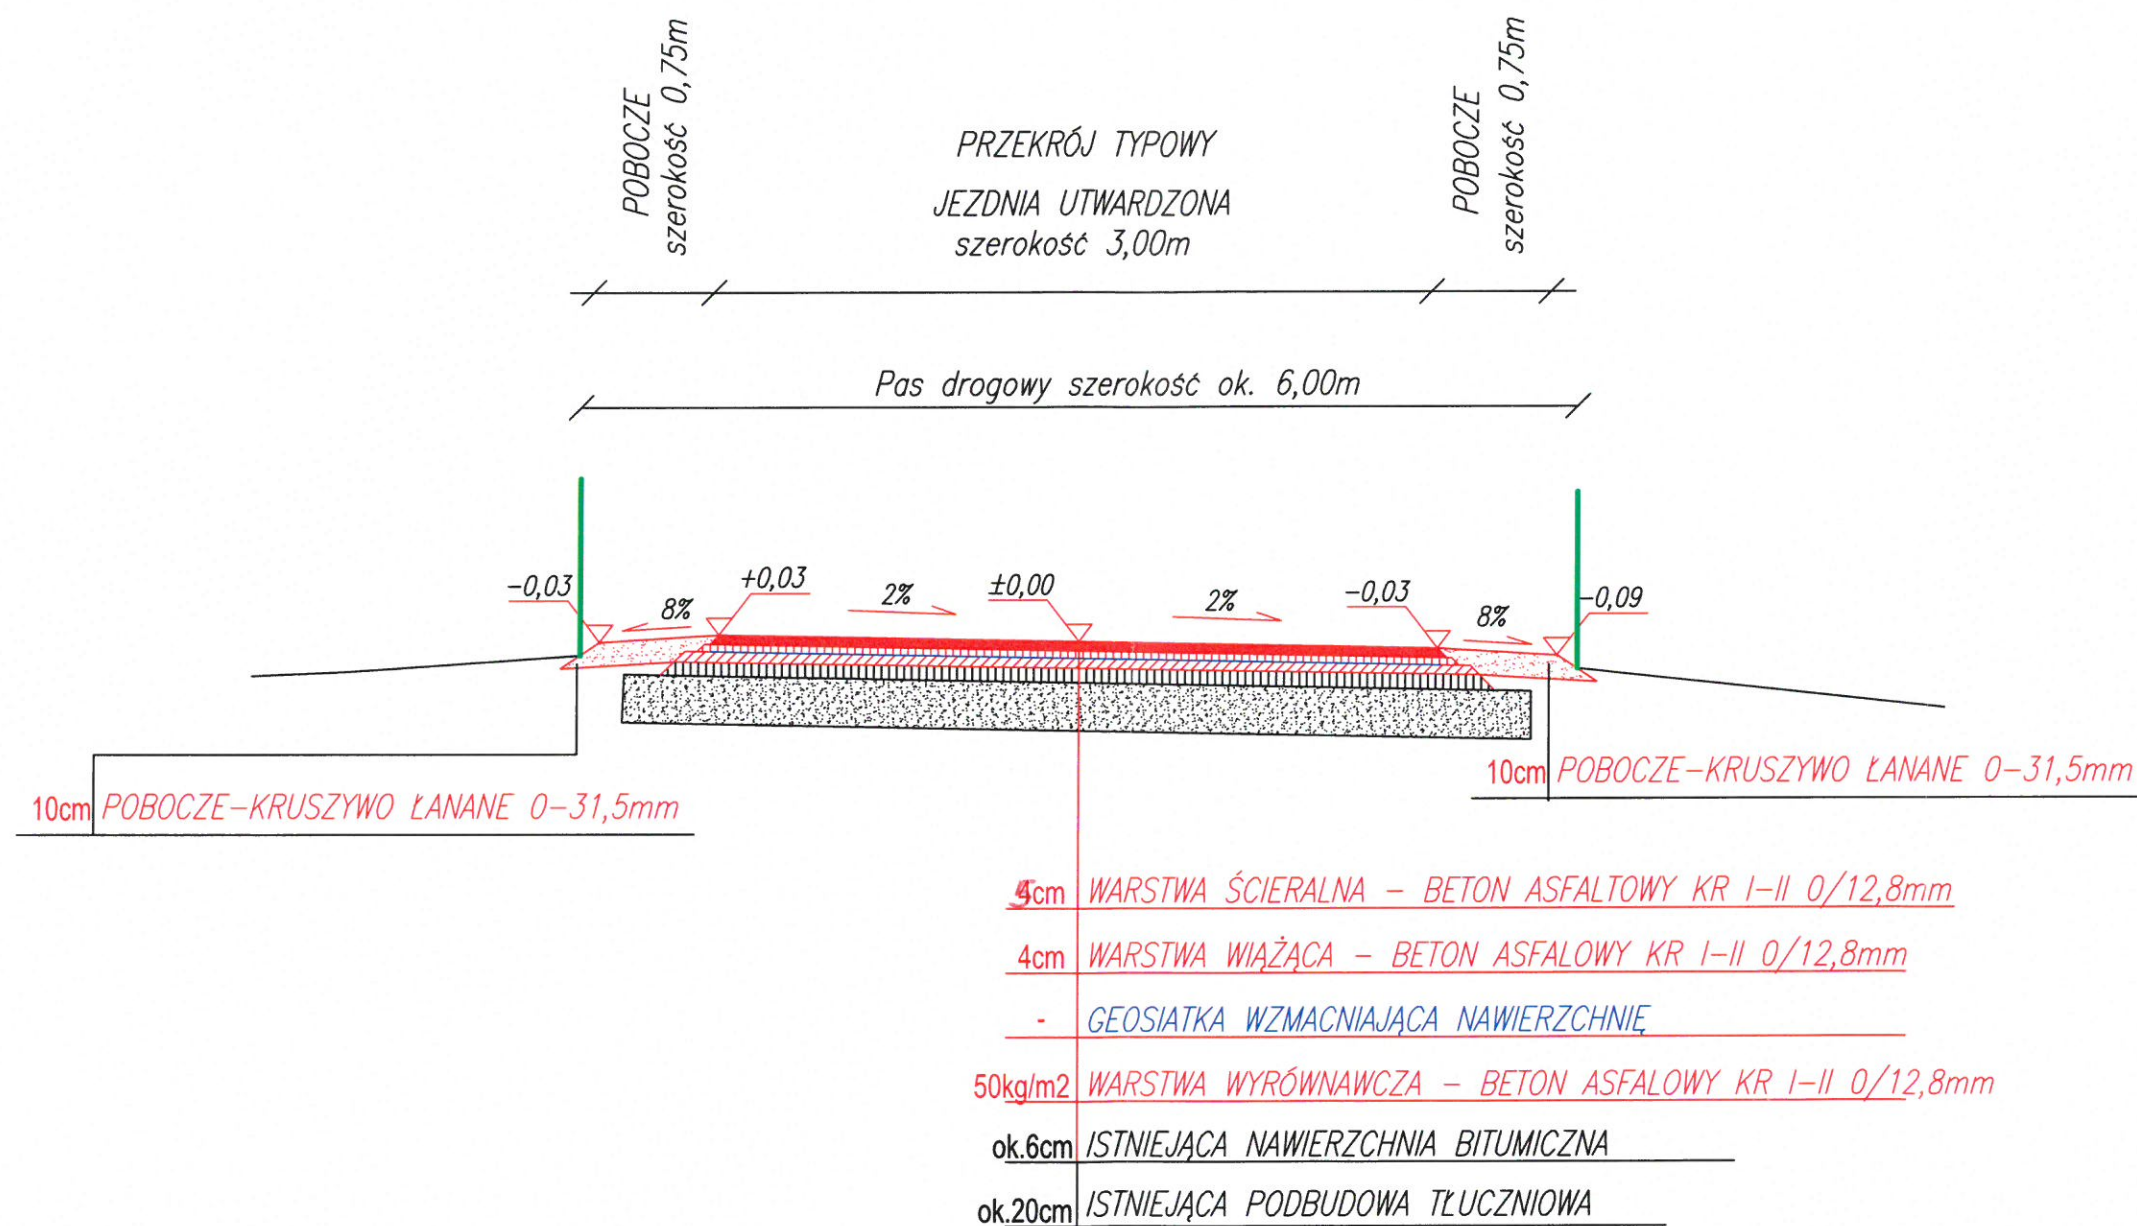 POBOCZE
szerokość 0,75m
PRZEKRÓJ TYPOWY
JEZDNIA UTWARDZONA
szerokość 3,00m
POBOCZE
szerokość 0,75m
Pas drogowy szerokość ok. 6,00m
-0,03
8%
+0,03
2%
±0,00
2%
-0,03
8%
-0,09
10cm POBOCZE-KRUSZYWO ŁANANE 0-31,5mm
10cm POBOCZE-KRUSZYWO ŁANANE 0-31,5mm
cm WARSTWA ŚCIERALNA - BETON ASFALTOWY KR I-II 0/12,8mm
4cm WARSTWA WIĄŻĄCA - BETON ASFALOWY KR I-II 0/12,8mm
- GEOSIATKA WZMACNIAJĄCA NAWIERZCHNIĘ
50kg/m2 WARSTWA WYRÓWNAWCZA - BETON ASFALOWY KR I-II 0/12,8mm
ok.6cm ISTNIEJĄCA NAWIERZCHNIA BITUMICZNA
ok.20cm ISTNIEJĄCA PODBUDOWA TŁUCZNIOWA